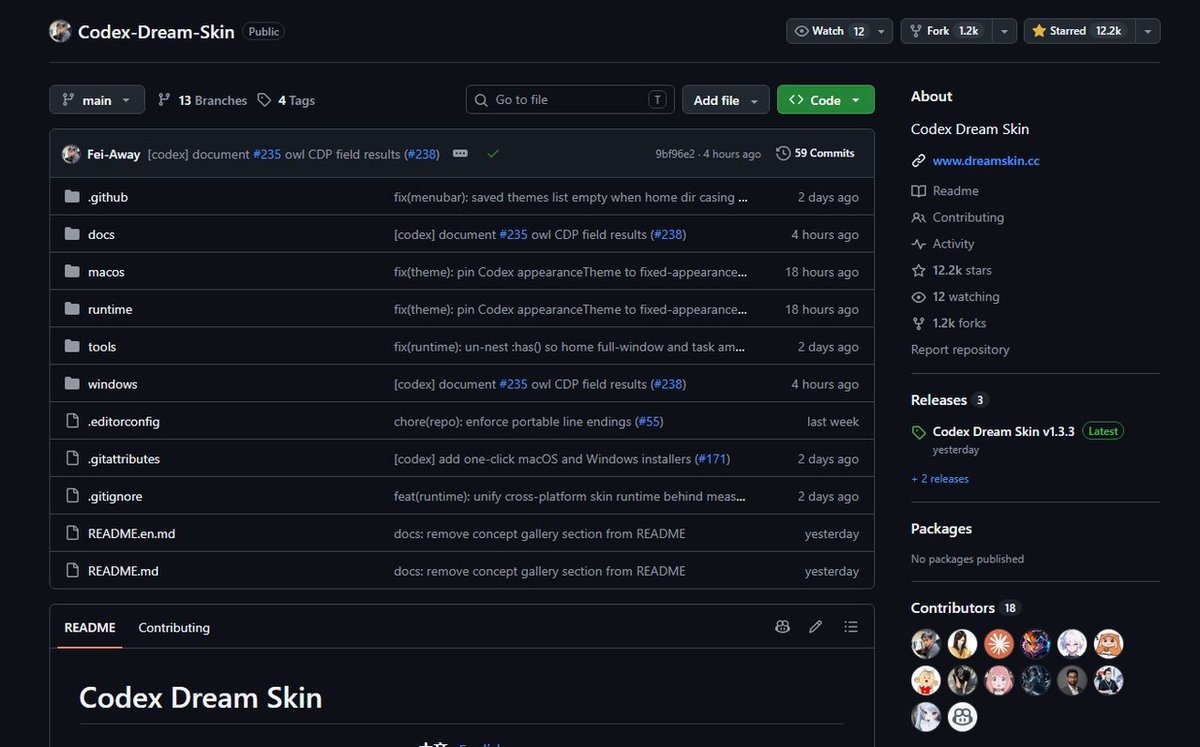 Codex-Dream-Skin Public
Watch 12
Fork 1.2k
Starred 12.2k
main
13 Branches
4 Tags
Go to file T
Add file
Code
Fei-Away [codex] document #235 owl CDP field results (#238)
9bf96e2 · 4 hours ago
59 Commits
.github fix(menubar): saved themes list empty when home dir casing ... 2 days ago
docs [codex] document #235 owl CDP field results (#238) 4 hours ago
macos fix(theme): pin Codex appearanceTheme to fixed-appearance... 18 hours ago
runtime fix(theme): pin Codex appearanceTheme to fixed-appearance... 18 hours ago
tools fix(runtime): un-nest :has() so home full-window and task am... 2 days ago
windows [codex] document #235 owl CDP field results (#238) 4 hours ago
.editorconfig chore(repo): enforce portable line endings (#55) last week
.gitattributes [codex] add one-click macOS and Windows installers (#171) 2 days ago
.gitignore feat(runtime): unify cross-platform skin runtime behind meas... 2 days ago
README.en.md docs: remove concept gallery section from README yesterday
README.md docs: remove concept gallery section from README yesterday
README
Contributing
Codex Dream Skin
About
Codex Dream Skin
www.dreamskin.cc
Readme
Contributing
Activity
12.2k stars
12 watching
1.2k forks
Report repository
Releases 3
Codex Dream Skin v1.3.3 Latest
yesterday
+ 2 releases
Packages
No packages published
Contributors 18